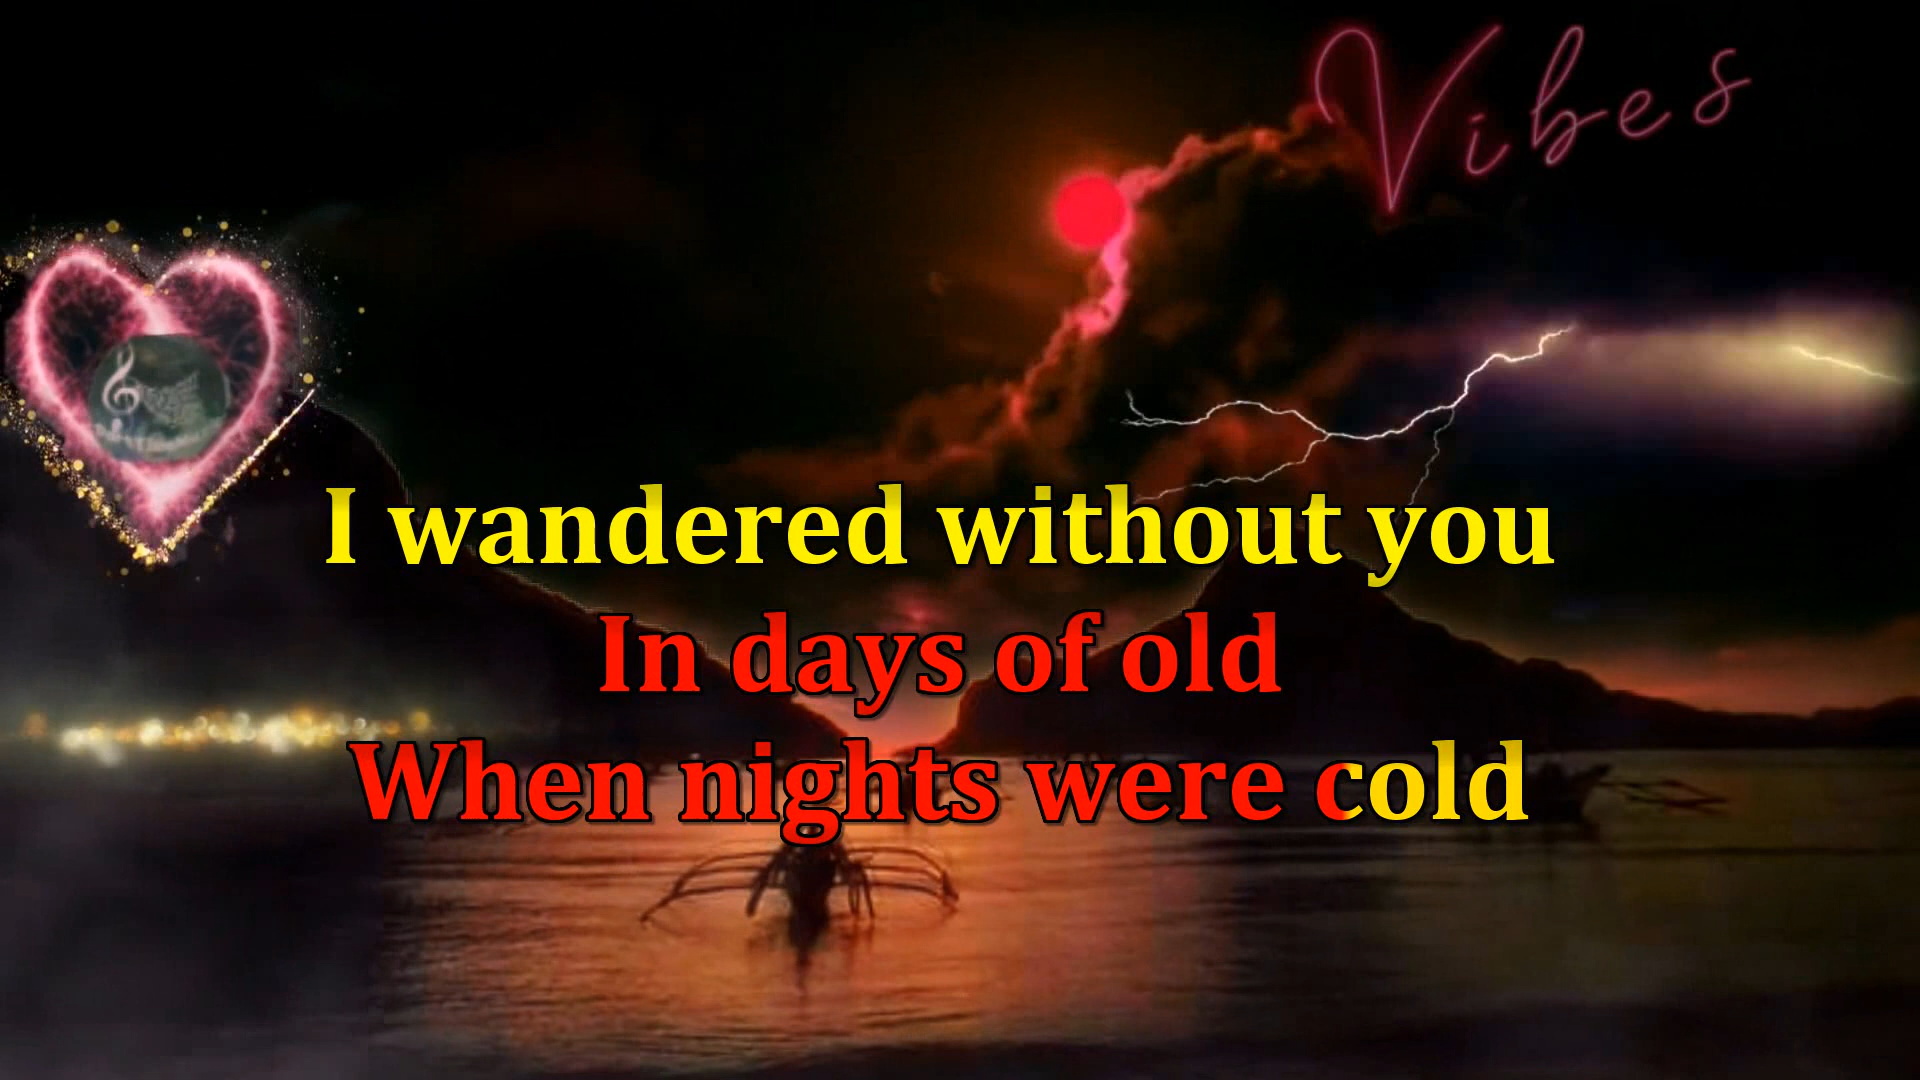 Vibes
I wandered without you
In days of old
When nights were cold